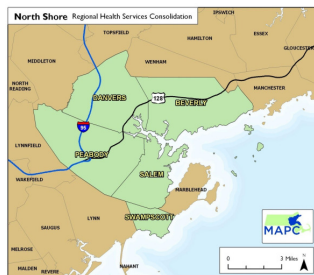 North Shore Regional Health Services Consolidation
IPSWICH
TOPSFIELD
ESSEX
HAMILTON
GLOUCESTER
MIDDLETON
WENHAM
NORTH
READING
DANVERS
128
BEVERLY
MANCHESTER
95
LYNNFIELD
PEABODY
SALEM
WAKEFIELD
MARBLEHEAD
SWAMPSCOTT
LYNN
SAUGUS
MAPC
MELROSE
0 3 Miles
N
MALDEN
REVERE
NAHANT